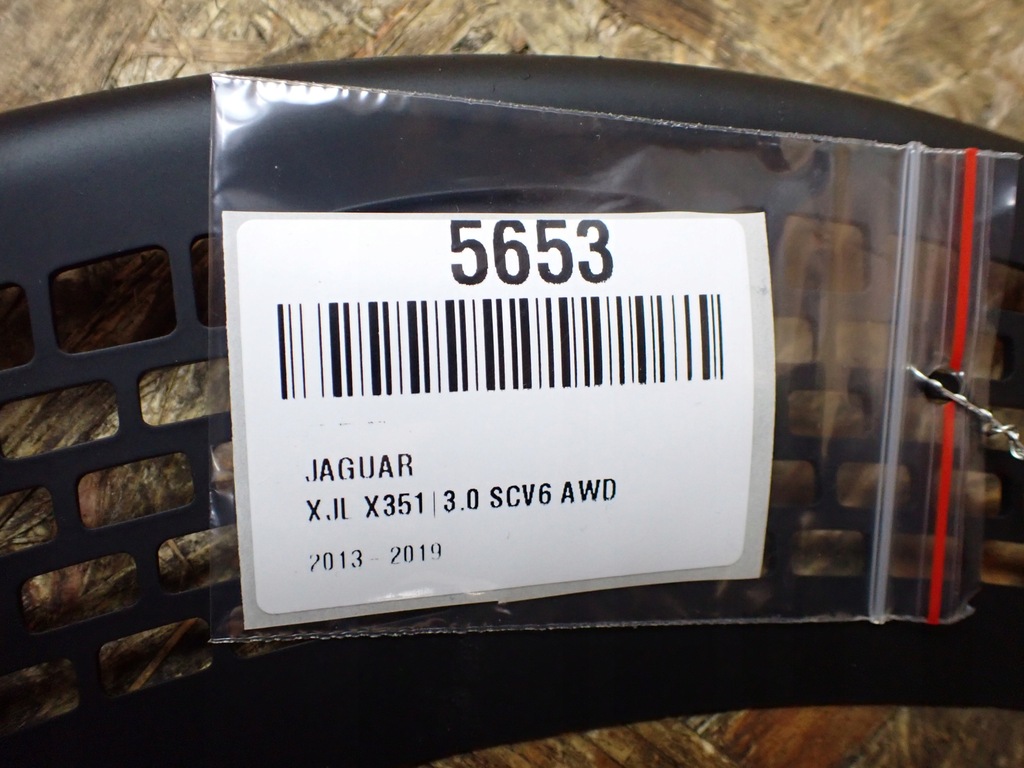 5653
JAGUAR
XJL X351|3.0 SCV6 AWD
2013 - 2019